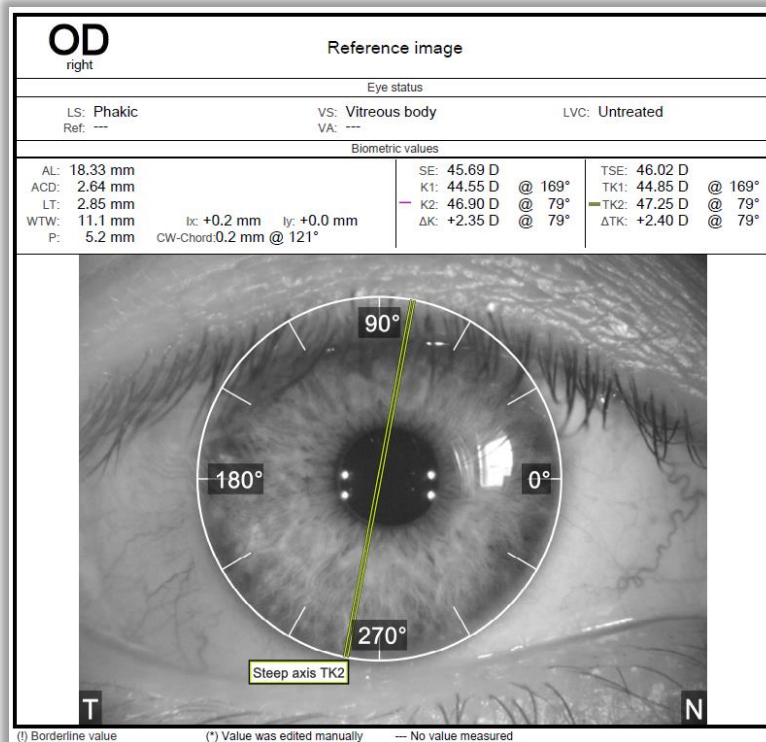 OD
right
Reference image
Eye status
LS: Phakic VS: Vitreous body LVC: Untreated
Ref: --- VA: ---
Biometric values
AL: 18.33 mm SE: 45.69 D TSE: 46.02 D
ACD: 2.64 mm K1: 44.55 D @ 169° TK1: 44.85 D @ 169°
LT: 2.85 mm K2: 46.90 D @ 79° TK2: 47.25 D @ 79°
WTW: 11.1 mm Ix: +0.2 mm Iy: +0.0 mm ΔK: +2.35 D @ 79° ΔTK: +2.40 D @ 79°
P: 5.2 mm CW-Chord:0.2 mm @ 121°
90°
180° 0°
270°
Steep axis TK2
T N
(!) Borderline value (*) Value was edited manually --- No value measured